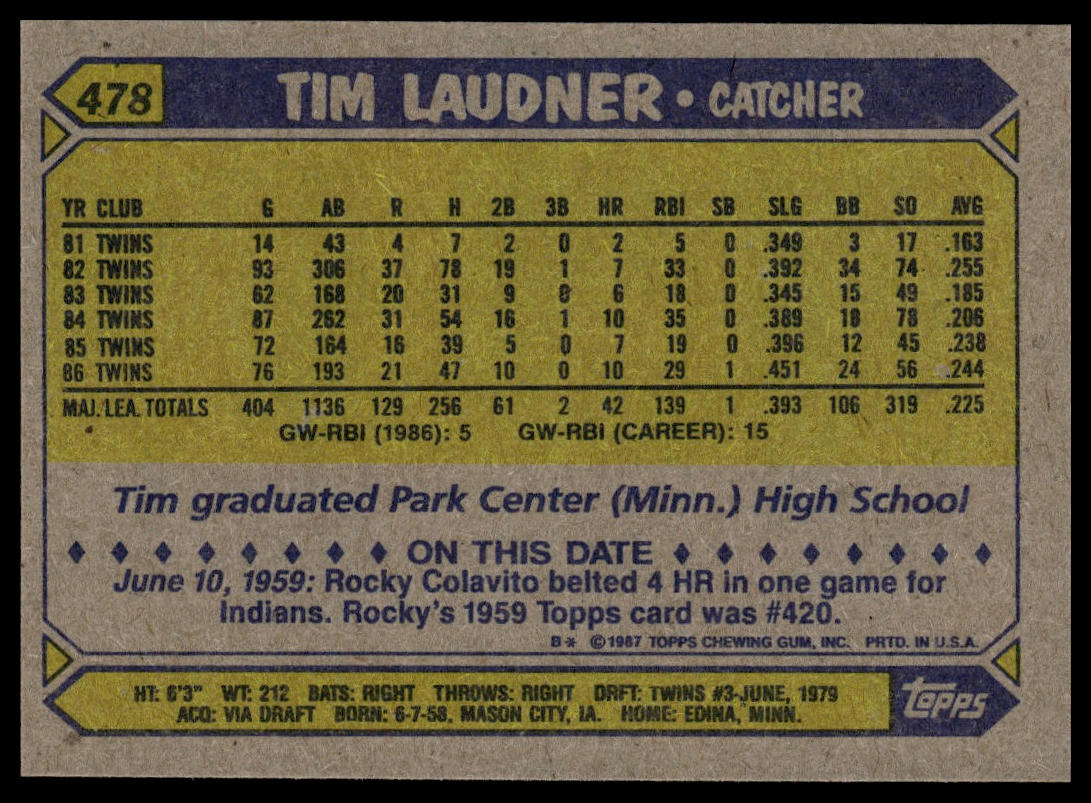 478 TIM LAUDNER • CATCHER
YR CLUB G AB R H 2B 3B HR RBI SB SLG BB SO AVG
81 TWINS 14 43 4 7 2 0 2 5 0 .349 3 17 .163
82 TWINS 93 306 37 78 19 1 7 33 0 .392 34 74 .255
83 TWINS 62 168 20 31 9 0 6 18 0 .345 15 49 .185
84 TWINS 87 262 31 54 16 1 10 35 0 .389 18 78 .206
85 TWINS 72 164 16 39 5 0 7 19 0 .396 12 45 .238
86 TWINS 76 193 21 47 10 0 10 29 1 .451 24 56 .244
MAJ. LEA. TOTALS 404 1136 129 256 61 2 42 139 1 .393 106 319 .225
GW-RBI (1986): 5 GW-RBI (CAREER): 15
Tim graduated Park Center (Minn.) High School
ON THIS DATE
June 10, 1959: Rocky Colavito belted 4 HR in one game for
Indians. Rocky's 1959 Topps card was #420.
B* ©1987 TOPPS CHEWING GUM, INC. PRTD. IN U.S.A.
HT: 6'3" WT: 212 BATS: RIGHT THROWS: RIGHT DRFT: TWINS #3-JUNE, 1979
ACQ: VIA DRAFT BORN: 6-7-58, MASON CITY, IA. HOME: EDINA, MINN.
topps